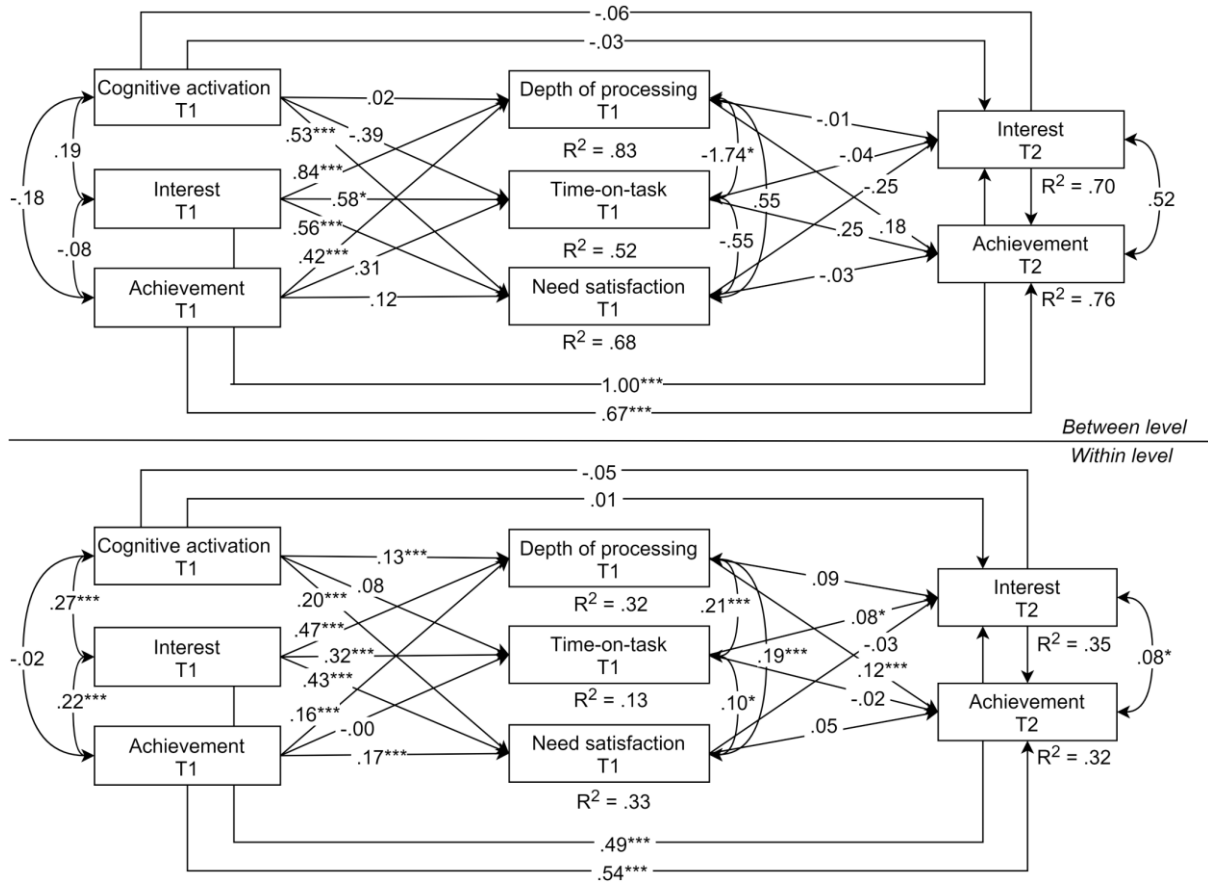 -.06
-.03
Cognitive activation
T1
Depth of processing
T1
R² = .83
Interest
T2
R² = .70
.02
-.39
.53***
-.01
-1.74*
-.04
.19
.84***
-.18
Interest
T1
.58*
Time-on-task
T1
R² = .52
.55
-.25
.52
.56***
.18
-.08
.42***
.31
-.55
.25
Achievement
T2
R² = .76
Achievement
T1
.12
Need satisfaction
T1
R² = .68
-.03
1.00***
.67***
Between level
Within level
-.05
.01
Cognitive activation
T1
Depth of processing
T1
R² = .32
Interest
T2
R² = .35
.13***
.08
.20***
.09
.21***
.08*
.27***
.47***
-.02
Interest
T1
.32***
Time-on-task
T1
R² = .13
.19***
-.03
.08*
.43***
.12***
.22***
.16***
-.00
.10*
-.02
Achievement
T2
R² = .32
Achievement
T1
.17***
Need satisfaction
T1
R² = .33
.05
.49***
.54***